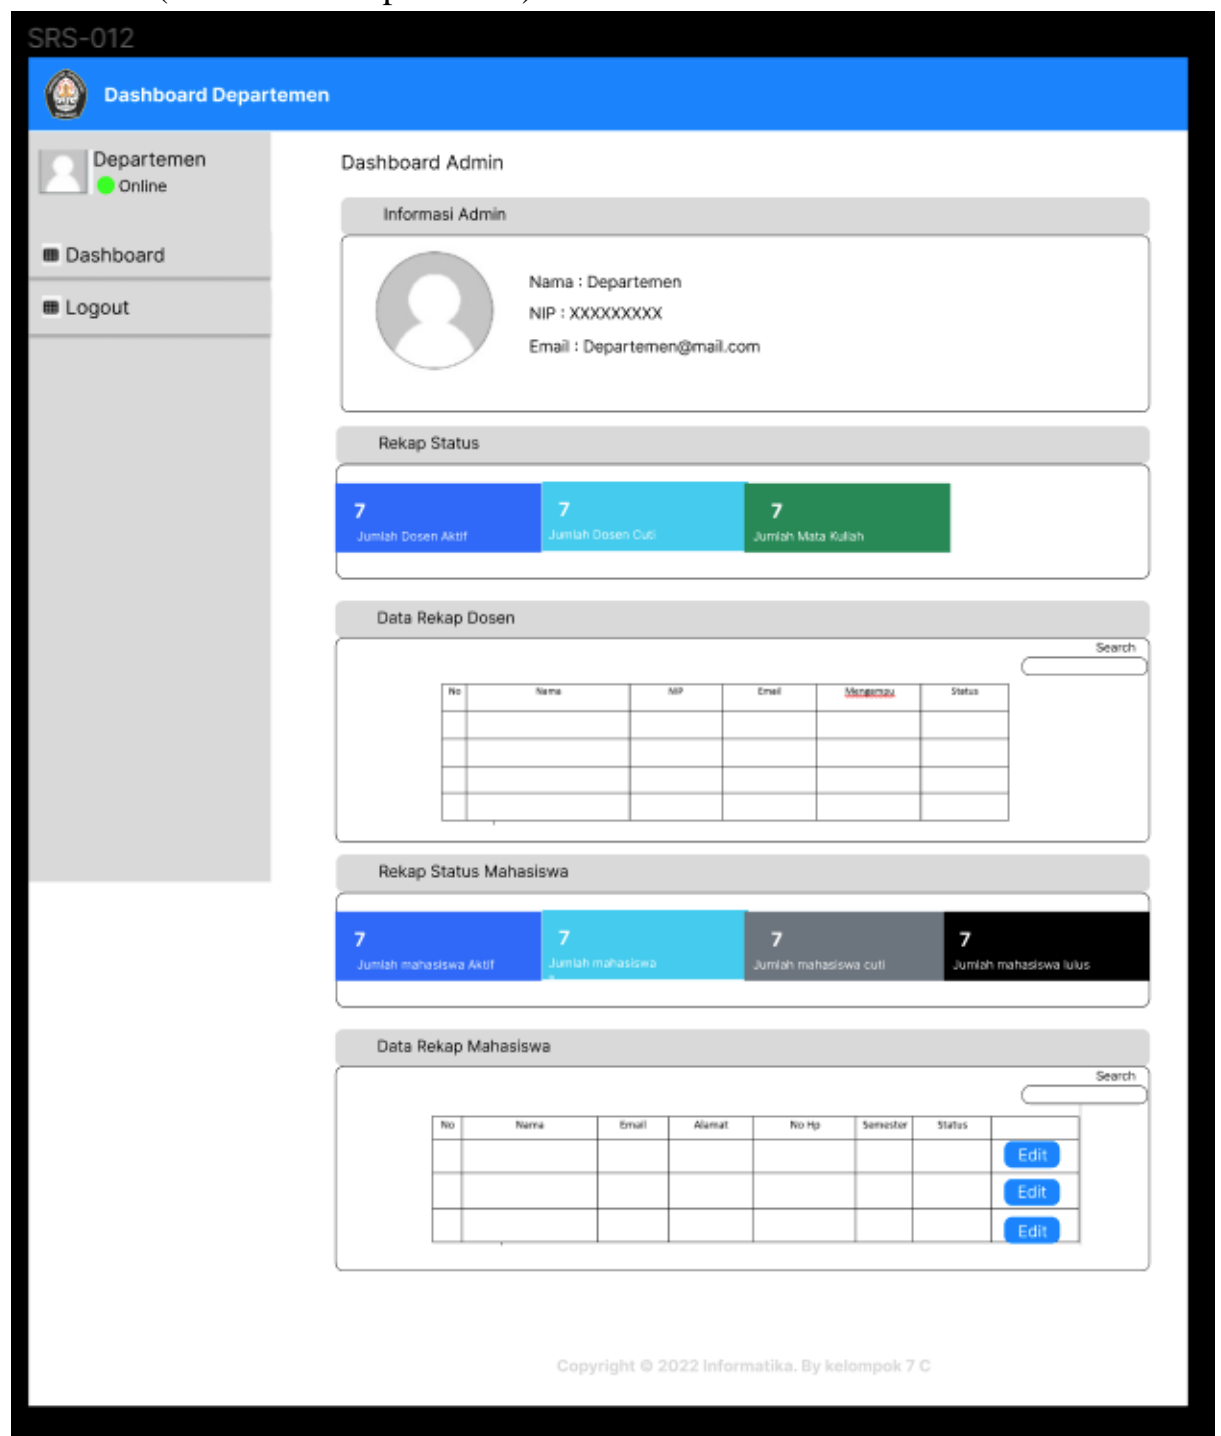 SRS-012
Dashboard Departemen
Departemen
Online
Dashboard
Logout
Dashboard Admin
Informasi Admin
Nama : Departemen
NIP : XXXXXXXXX
Email : Departemen@mail.com
Rekap Status
7 7 7
Jumlah Dosen Aktif Jumlah Dosen Cuti Jumlah Mata Kuliah
Data Rekap Dosen
Search
No Nama NIP Email Mengampu Status
Rekap Status Mahasiswa
7 7 7 7
Jumlah mahasiswa Aktif Jumlah mahasiswa Jumlah mahasiswa cuti Jumlah mahasiswa lulus
Data Rekap Mahasiswa
Search
No Nama Email Alamat No Hp Semester Status
Edit
Edit
Edit
Copyright © 2022 Informatika. By kelompok 7 C